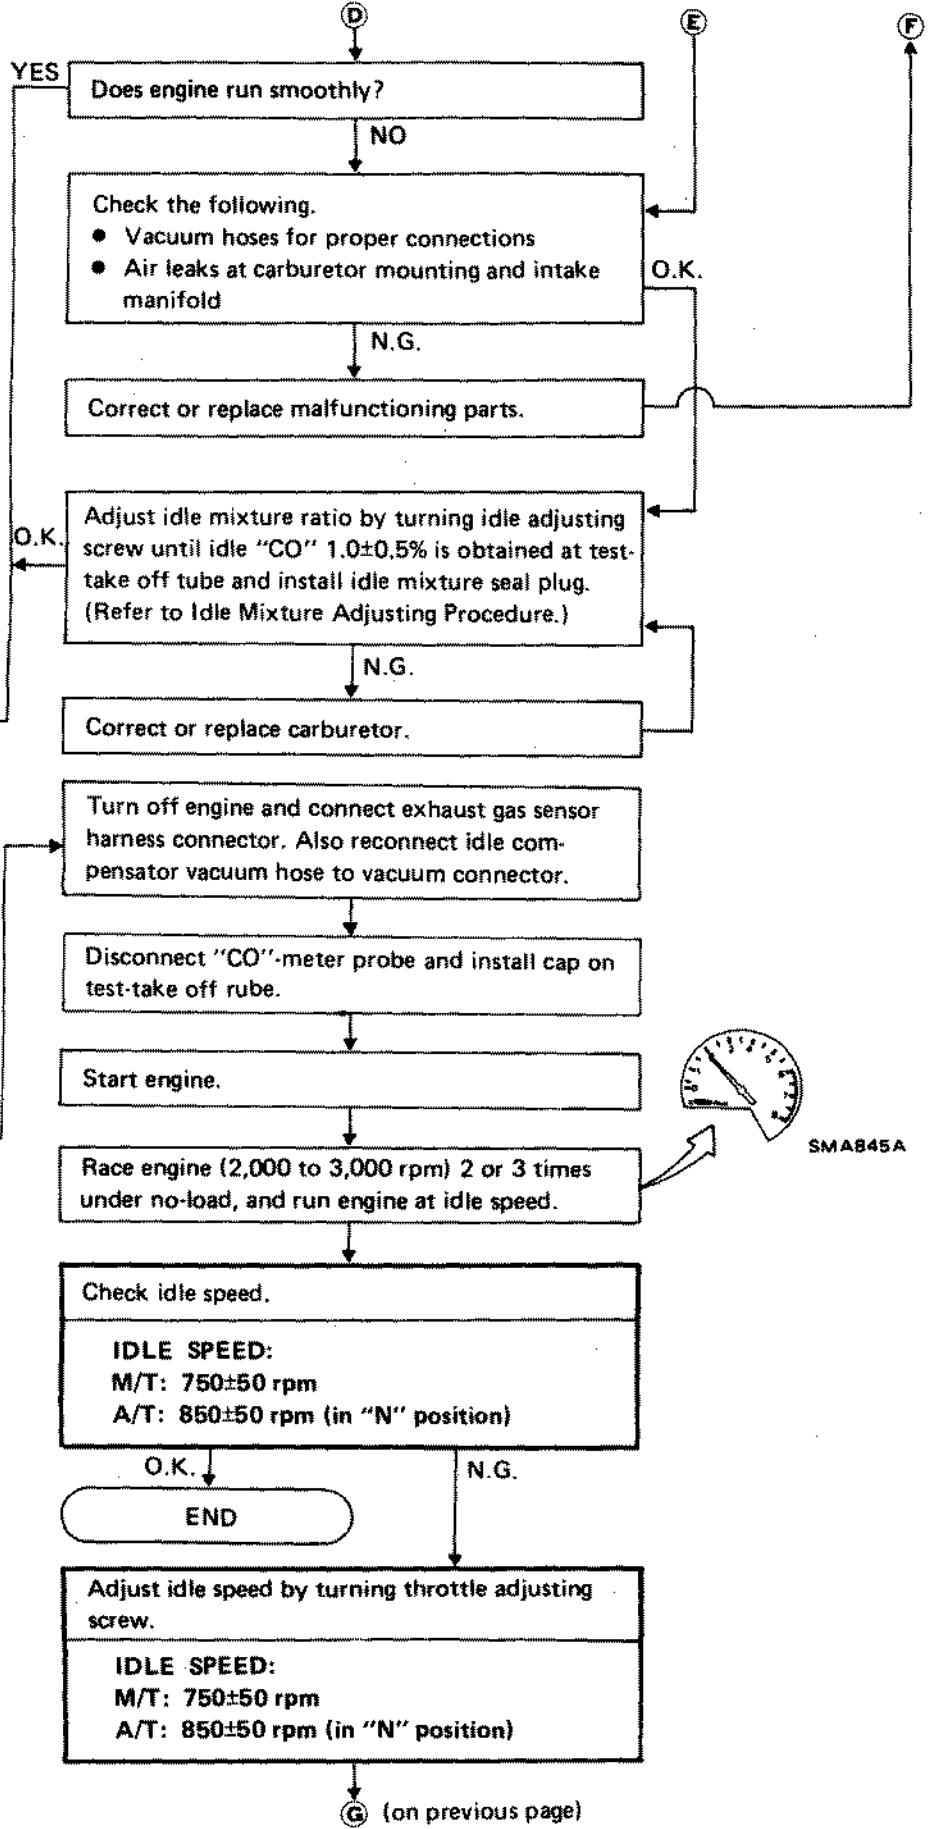 D
E
F
YES
Does engine run smoothly?
NO
Check the following.
● Vacuum hoses for proper connections
● Air leaks at carburetor mounting and intake
manifold
O.K.
N.G.
Correct or replace malfunctioning parts.
Adjust idle mixture ratio by turning idle adjusting
screw until idle "CO" 1.0±0.5% is obtained at test-
take off tube and install idle mixture seal plug.
(Refer to Idle Mixture Adjusting Procedure.)
O.K.
N.G.
Correct or replace carburetor.
Turn off engine and connect exhaust gas sensor
harness connector. Also reconnect idle com-
pensator vacuum hose to vacuum connector.
Disconnect "CO"-meter probe and install cap on
test-take off rube.
Start engine.
SMA845A
Race engine (2,000 to 3,000 rpm) 2 or 3 times
under no-load, and run engine at idle speed.
Check idle speed.
IDLE SPEED:
M/T: 750±50 rpm
A/T: 850±50 rpm (in "N" position)
O.K.
N.G.
END
Adjust idle speed by turning throttle adjusting
screw.
IDLE SPEED:
M/T: 750±50 rpm
A/T: 850±50 rpm (in "N" position)
G (on previous page)